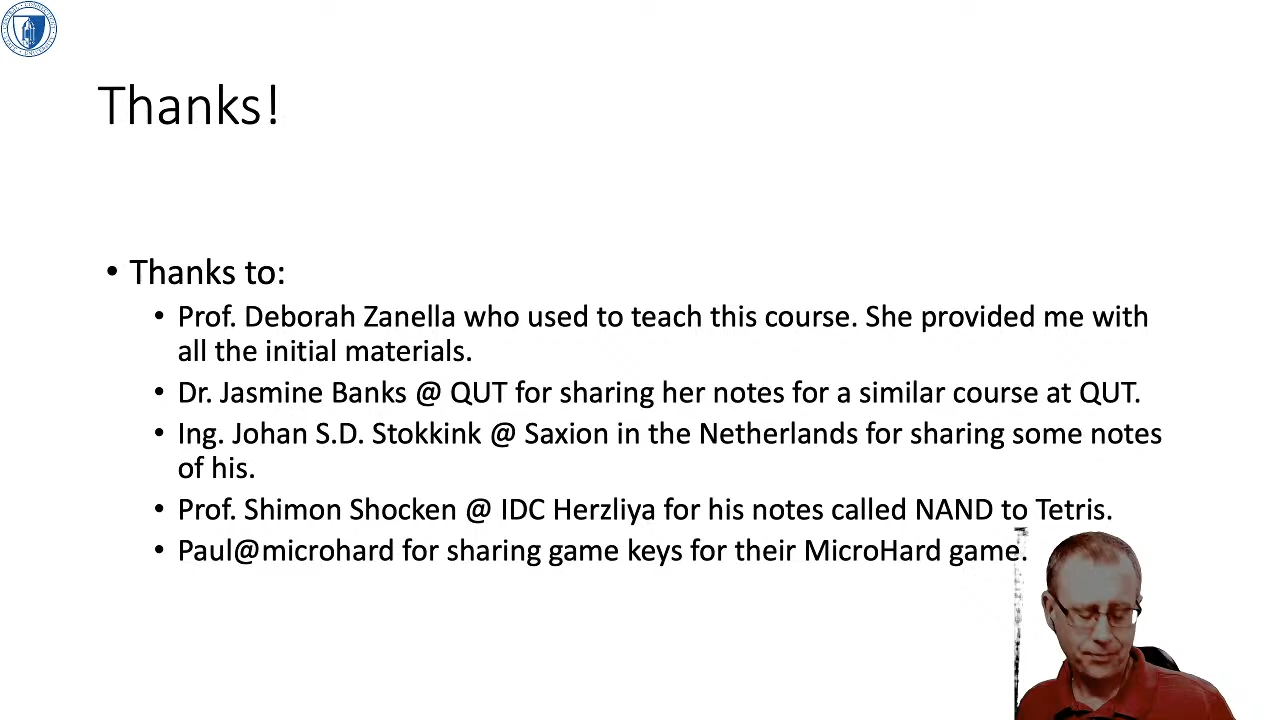 Thanks!
• Thanks to:
• Prof. Deborah Zanella who used to teach this course. She provided me with
all the initial materials.
• Dr. Jasmine Banks @ QUT for sharing her notes for a similar course at QUT.
• Ing. Johan S.D. Stokkink @ Saxion in the Netherlands for sharing some notes
of his.
• Prof. Shimon Shocken @ IDC Herzliya for his notes called NAND to Tetris.
• Paul@microhard for sharing game keys for their MicroHard game.